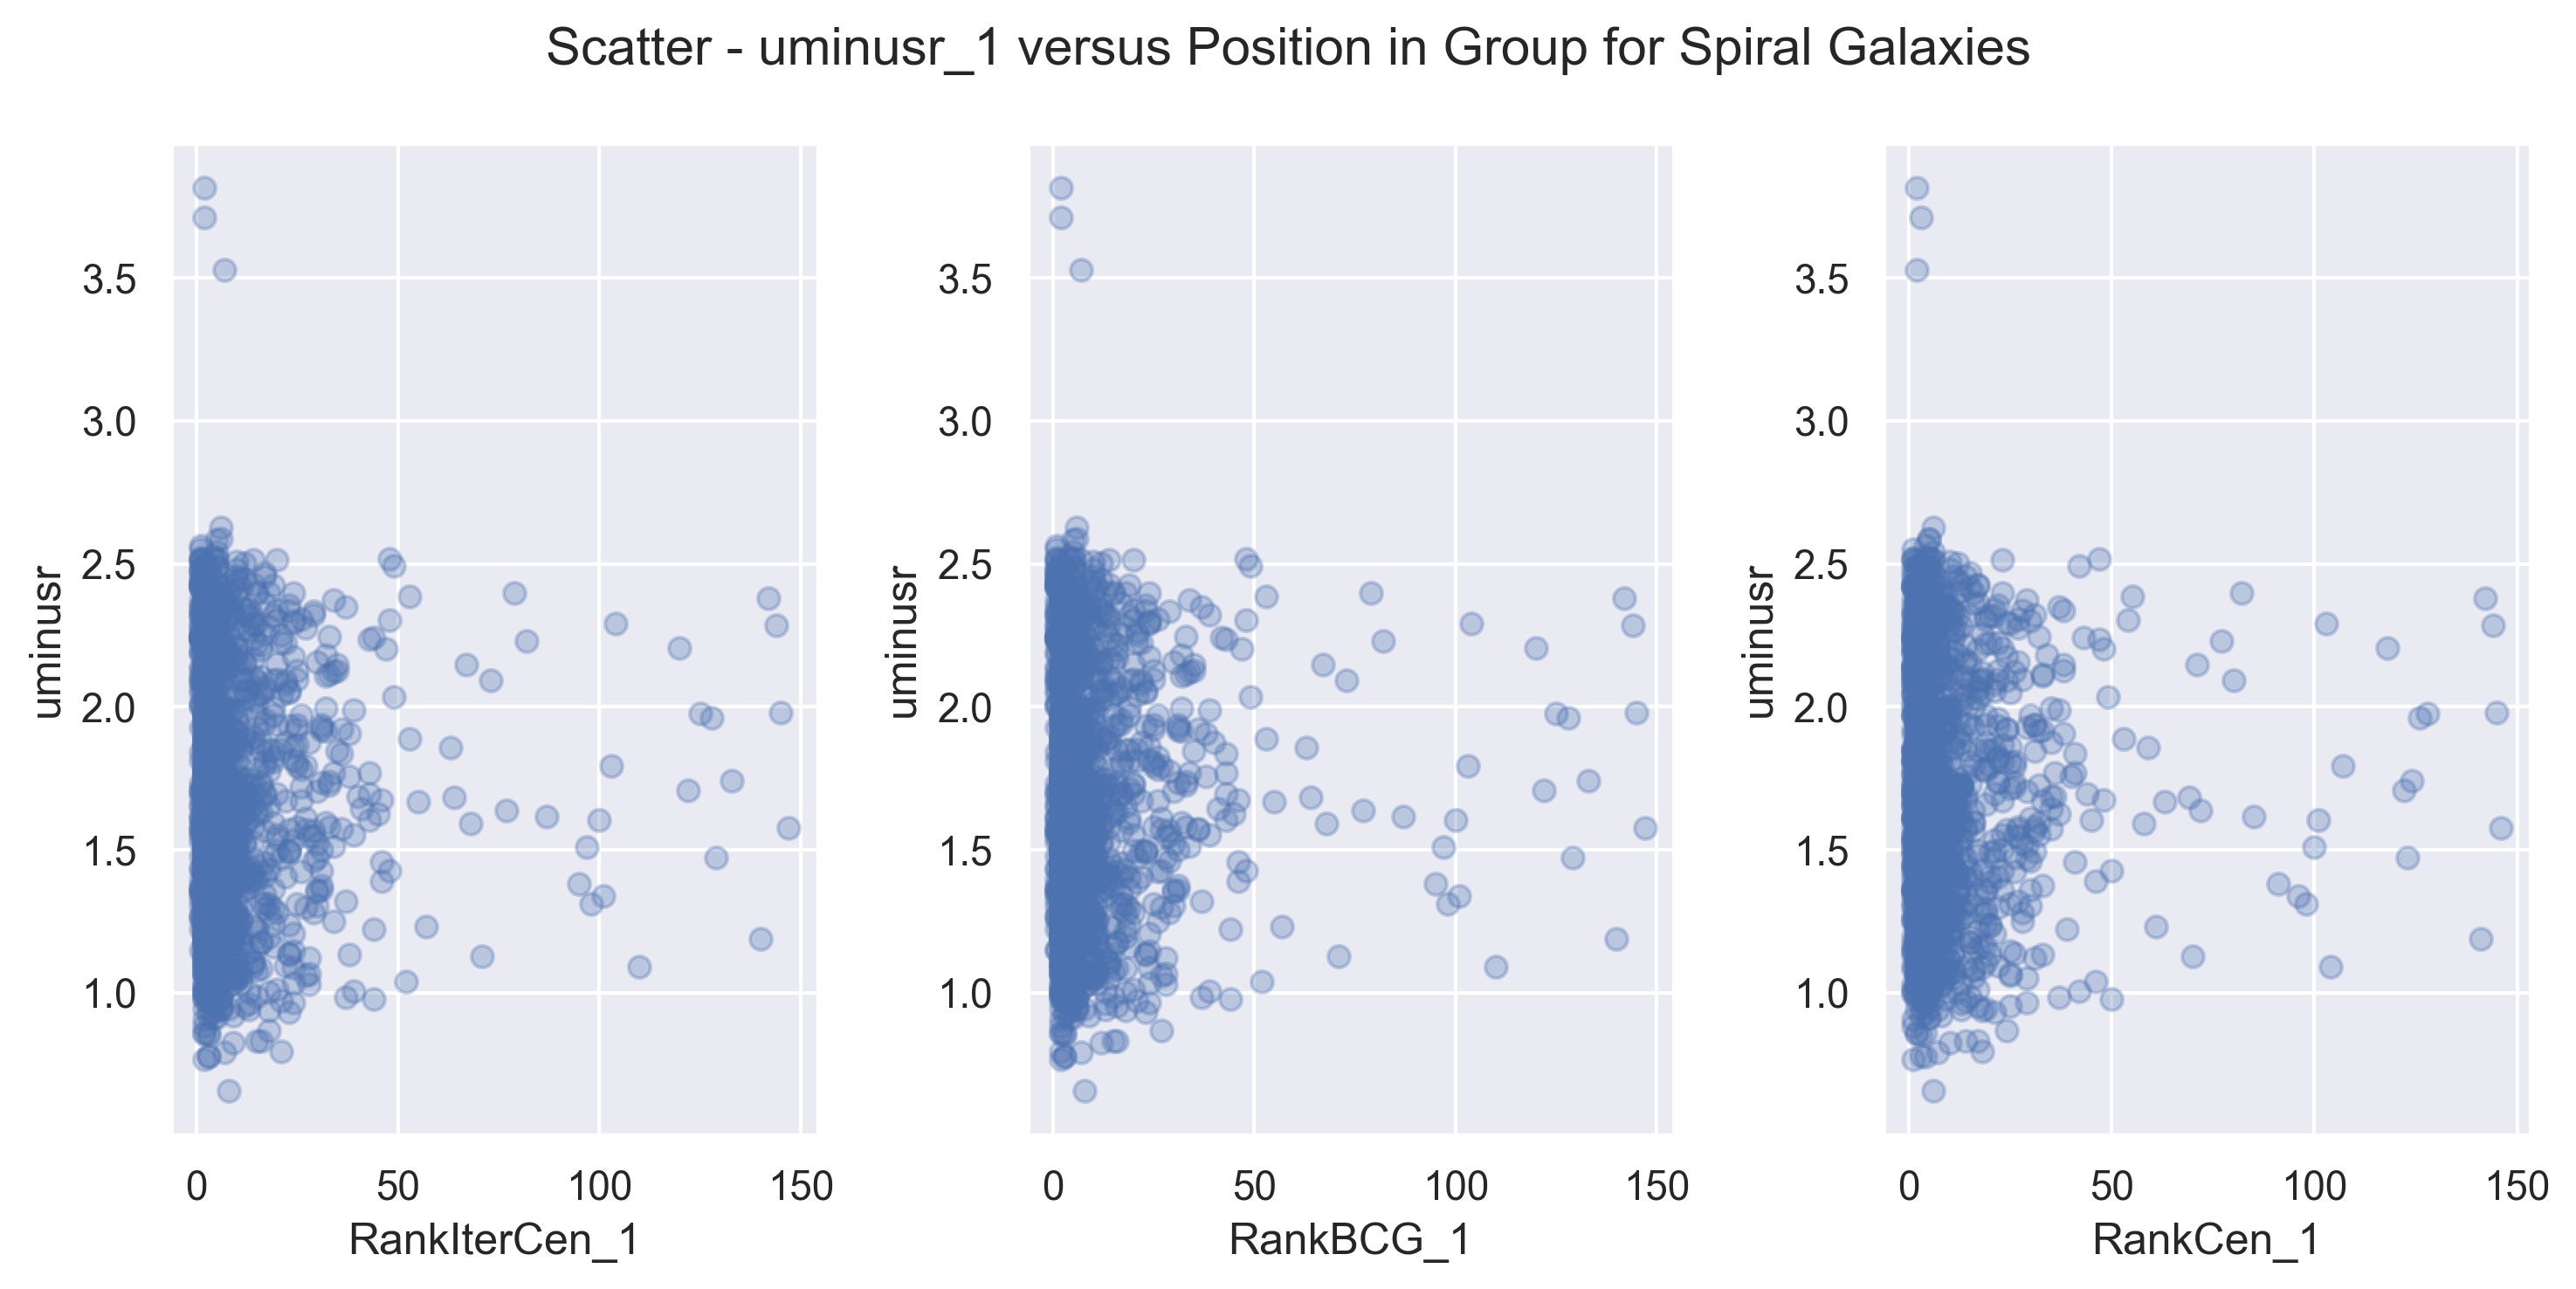 Scatter - uminusr_1 versus Position in Group for Spiral Galaxies
uminusr
3.5
3.0
2.5
2.0
1.5
1.0
0 50 100 150
RankIterCen_1
uminusr
3.5
3.0
2.5
2.0
1.5
1.0
0 50 100 150
RankBCG_1
uminusr
3.5
3.0
2.5
2.0
1.5
1.0
0 50 100 150
RankCen_1